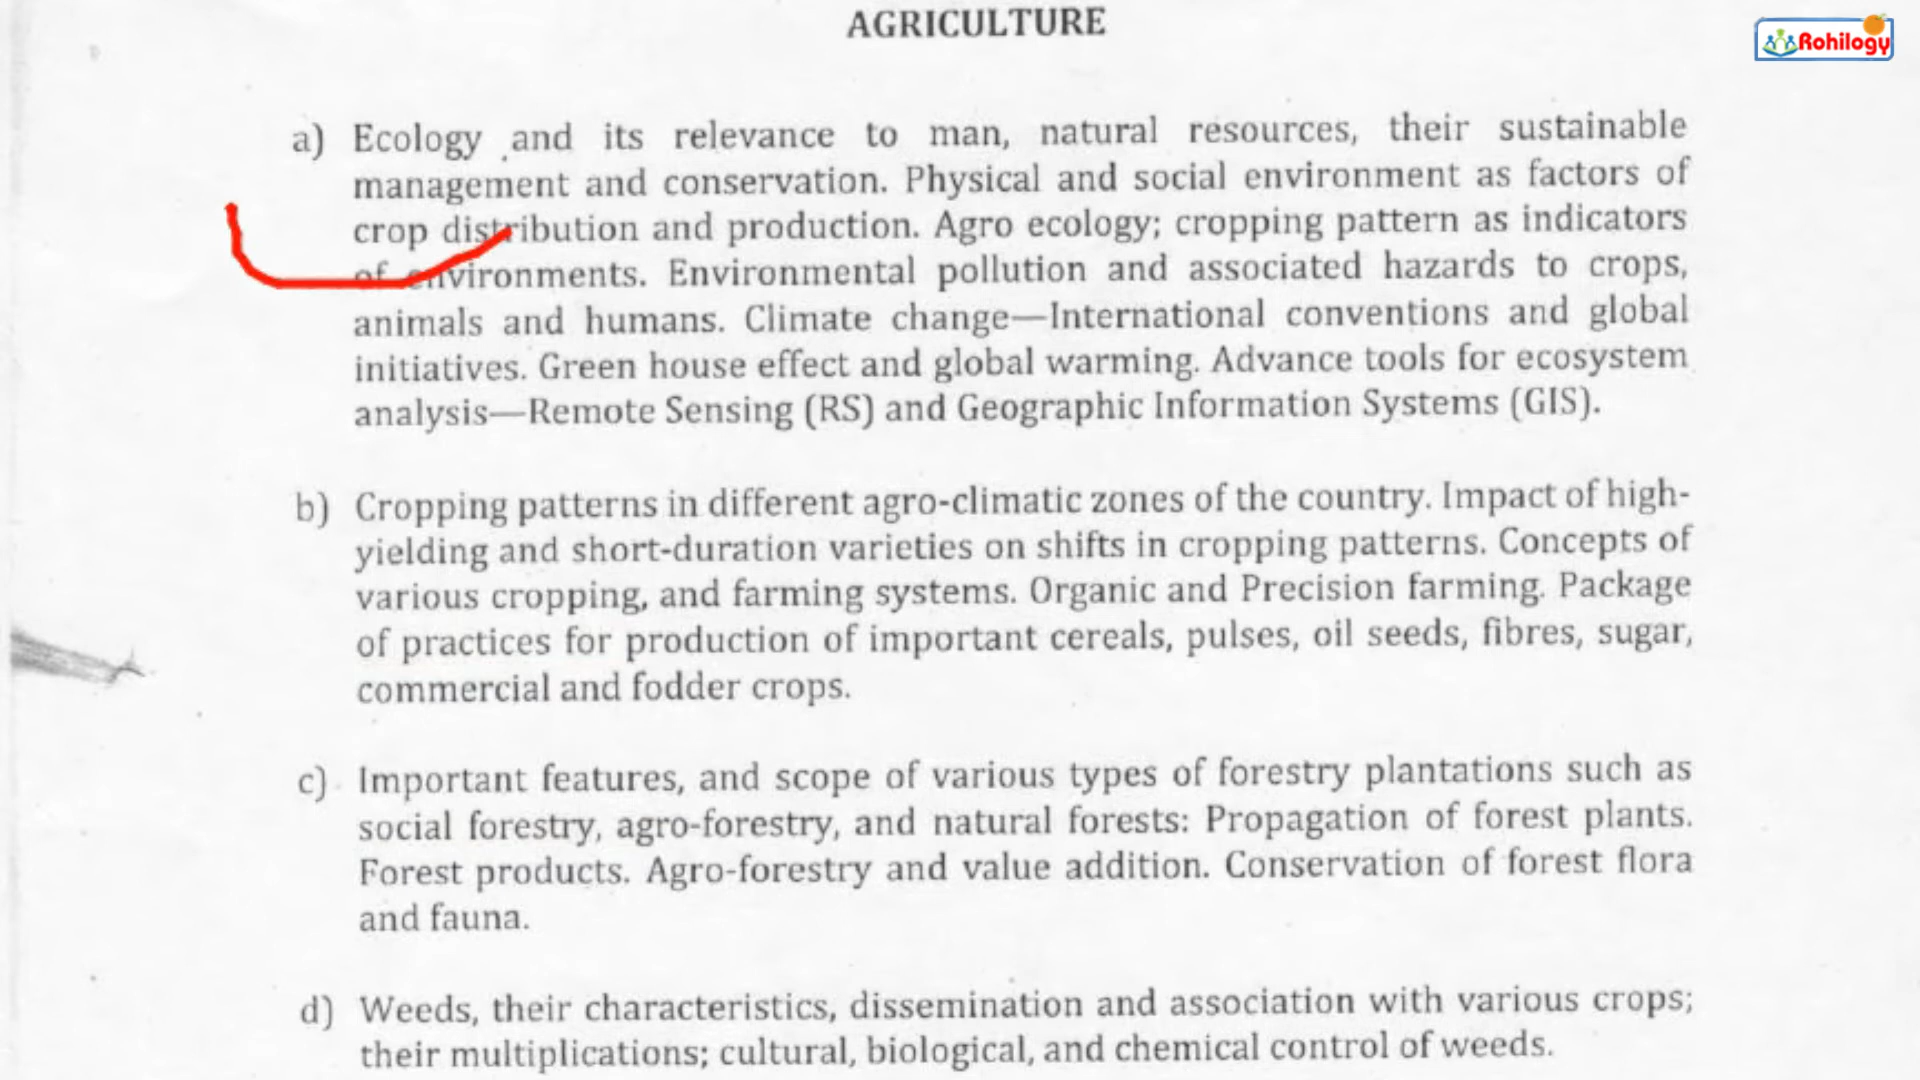 AGRICULTURE
Rohilogy
a) Ecology and its relevance to man, natural resources, their sustainable
management and conservation. Physical and social environment as factors of
crop distribution and production. Agro ecology; cropping pattern as indicators
of environments. Environmental pollution and associated hazards to crops,
animals and humans. Climate change—International conventions and global
initiatives. Green house effect and global warming. Advance tools for ecosystem
analysis—Remote Sensing (RS) and Geographic Information Systems (GIS).
b) Cropping patterns in different agro-climatic zones of the country. Impact of high-
yielding and short-duration varieties on shifts in cropping patterns. Concepts of
various cropping, and farming systems. Organic and Precision farming. Package
of practices for production of important cereals, pulses, oil seeds, fibres, sugar,
commercial and fodder crops.
c) Important features, and scope of various types of forestry plantations such as
social forestry, agro-forestry, and natural forests: Propagation of forest plants.
Forest products. Agro-forestry and value addition. Conservation of forest flora
and fauna.
d) Weeds, their characteristics, dissemination and association with various crops;
their multiplications; cultural, biological, and chemical control of weeds.